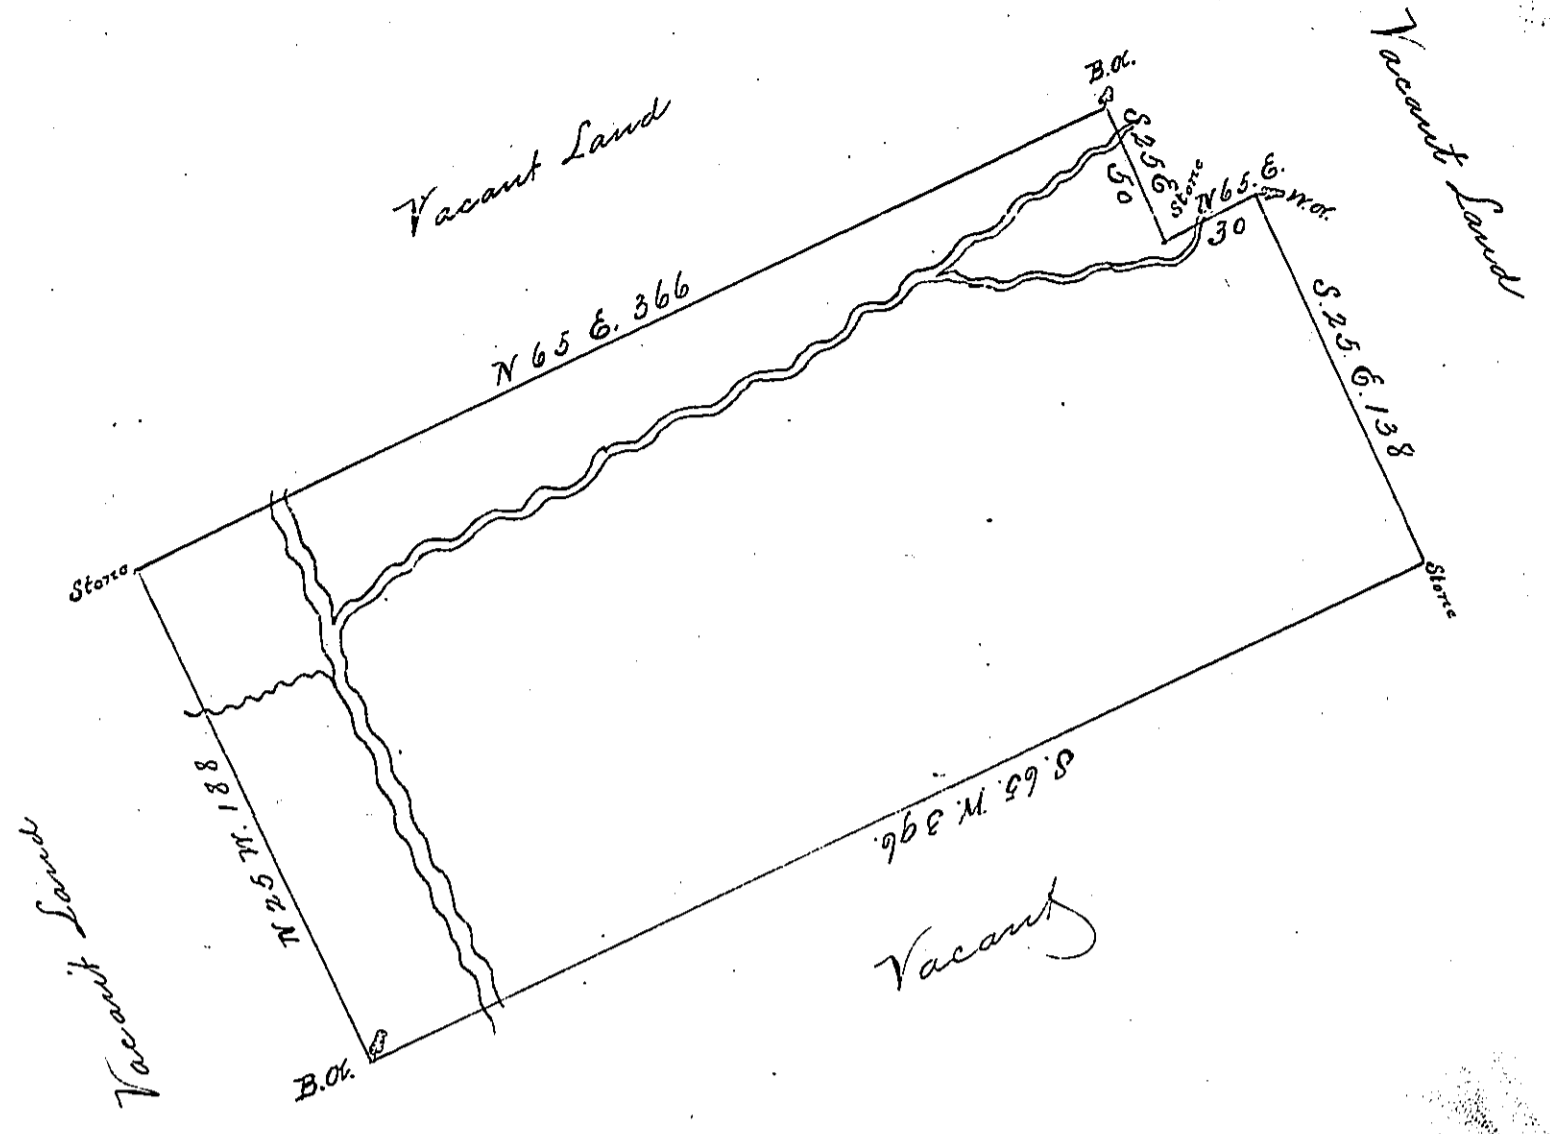 B.O.
Vacant Land
Vacant Land
S. 25 E
50
Stone
N 65. E.
30
W.O.
N 65 E. 366
S. 25. E. 138
Stone
Stone
N 25 W. 188
S. 65. W. 396.
Vacant Land
Vacant
B.O.